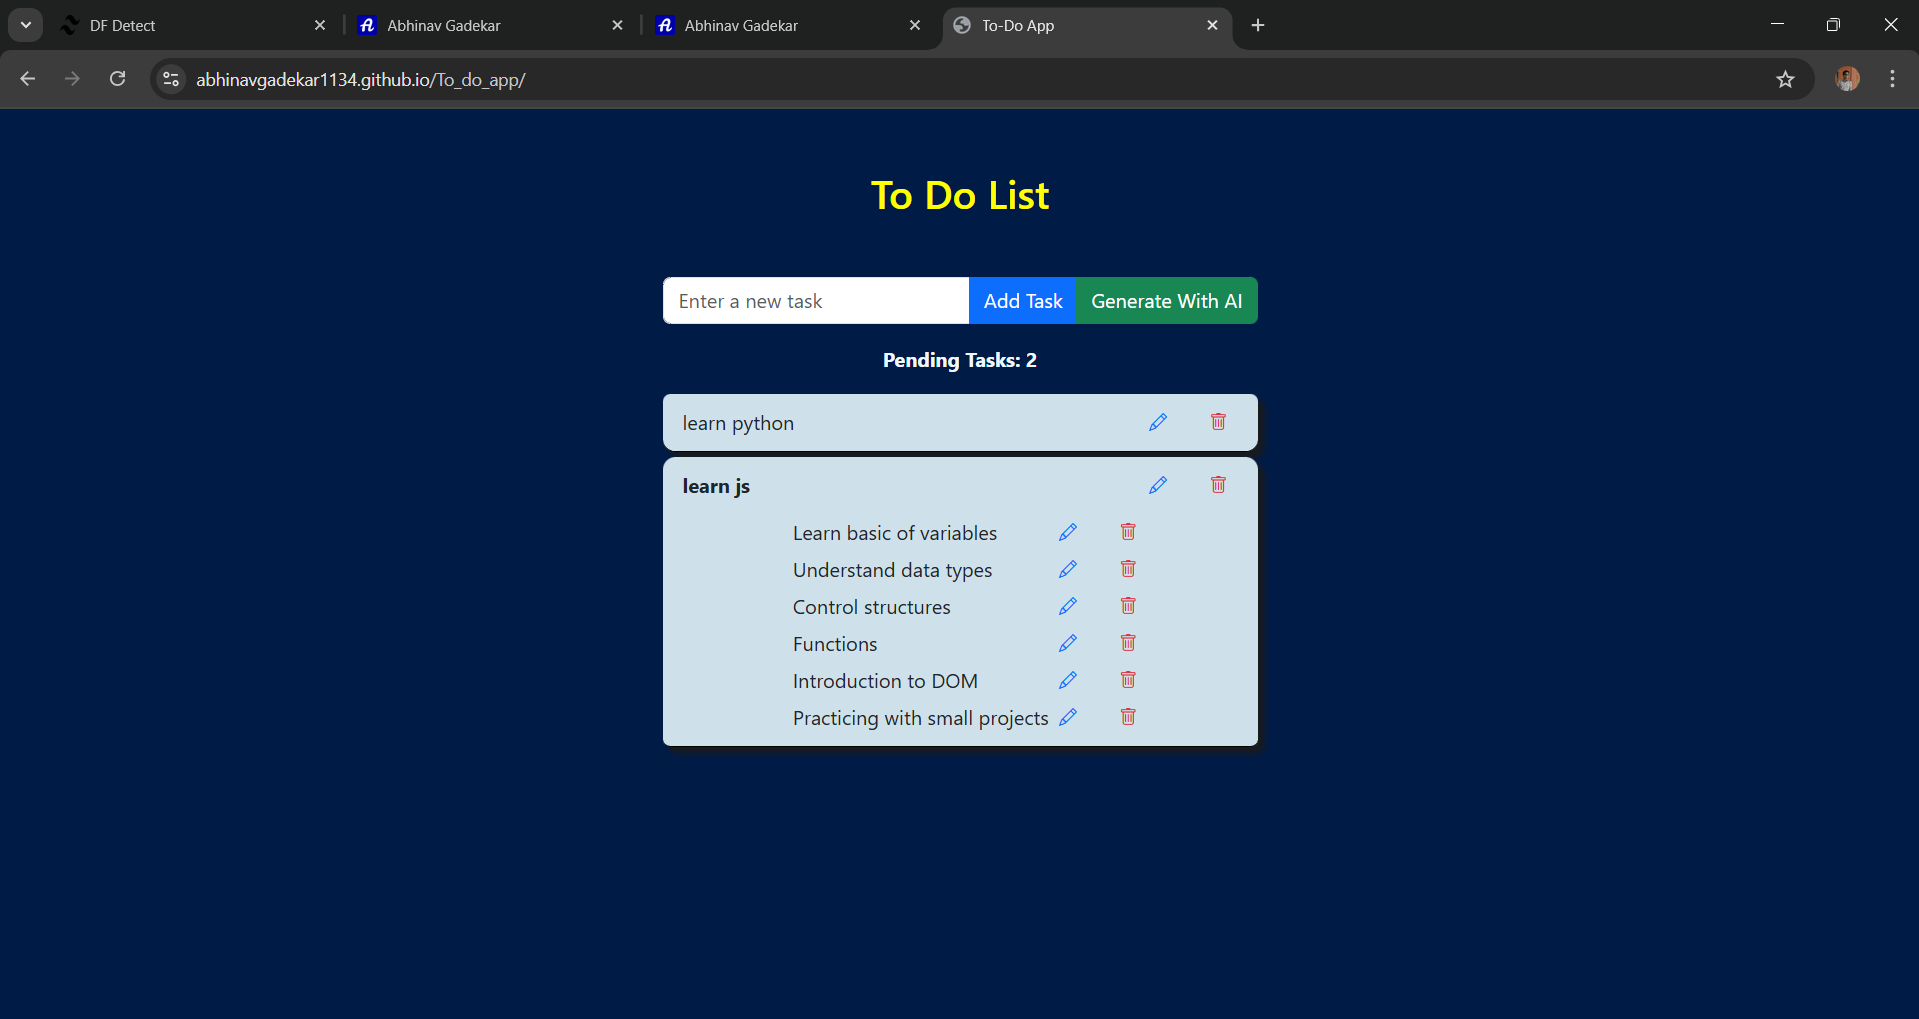 DF Detect
Abhinav Gadekar
Abhinav Gadekar
To-Do App
abhinavgadekar1134.github.io/To_do_app/
To Do List
Enter a new task
Add Task
Generate With AI
Pending Tasks: 2
learn python
learn js
Learn basic of variables
Understand data types
Control structures
Functions
Introduction to DOM
Practicing with small projects